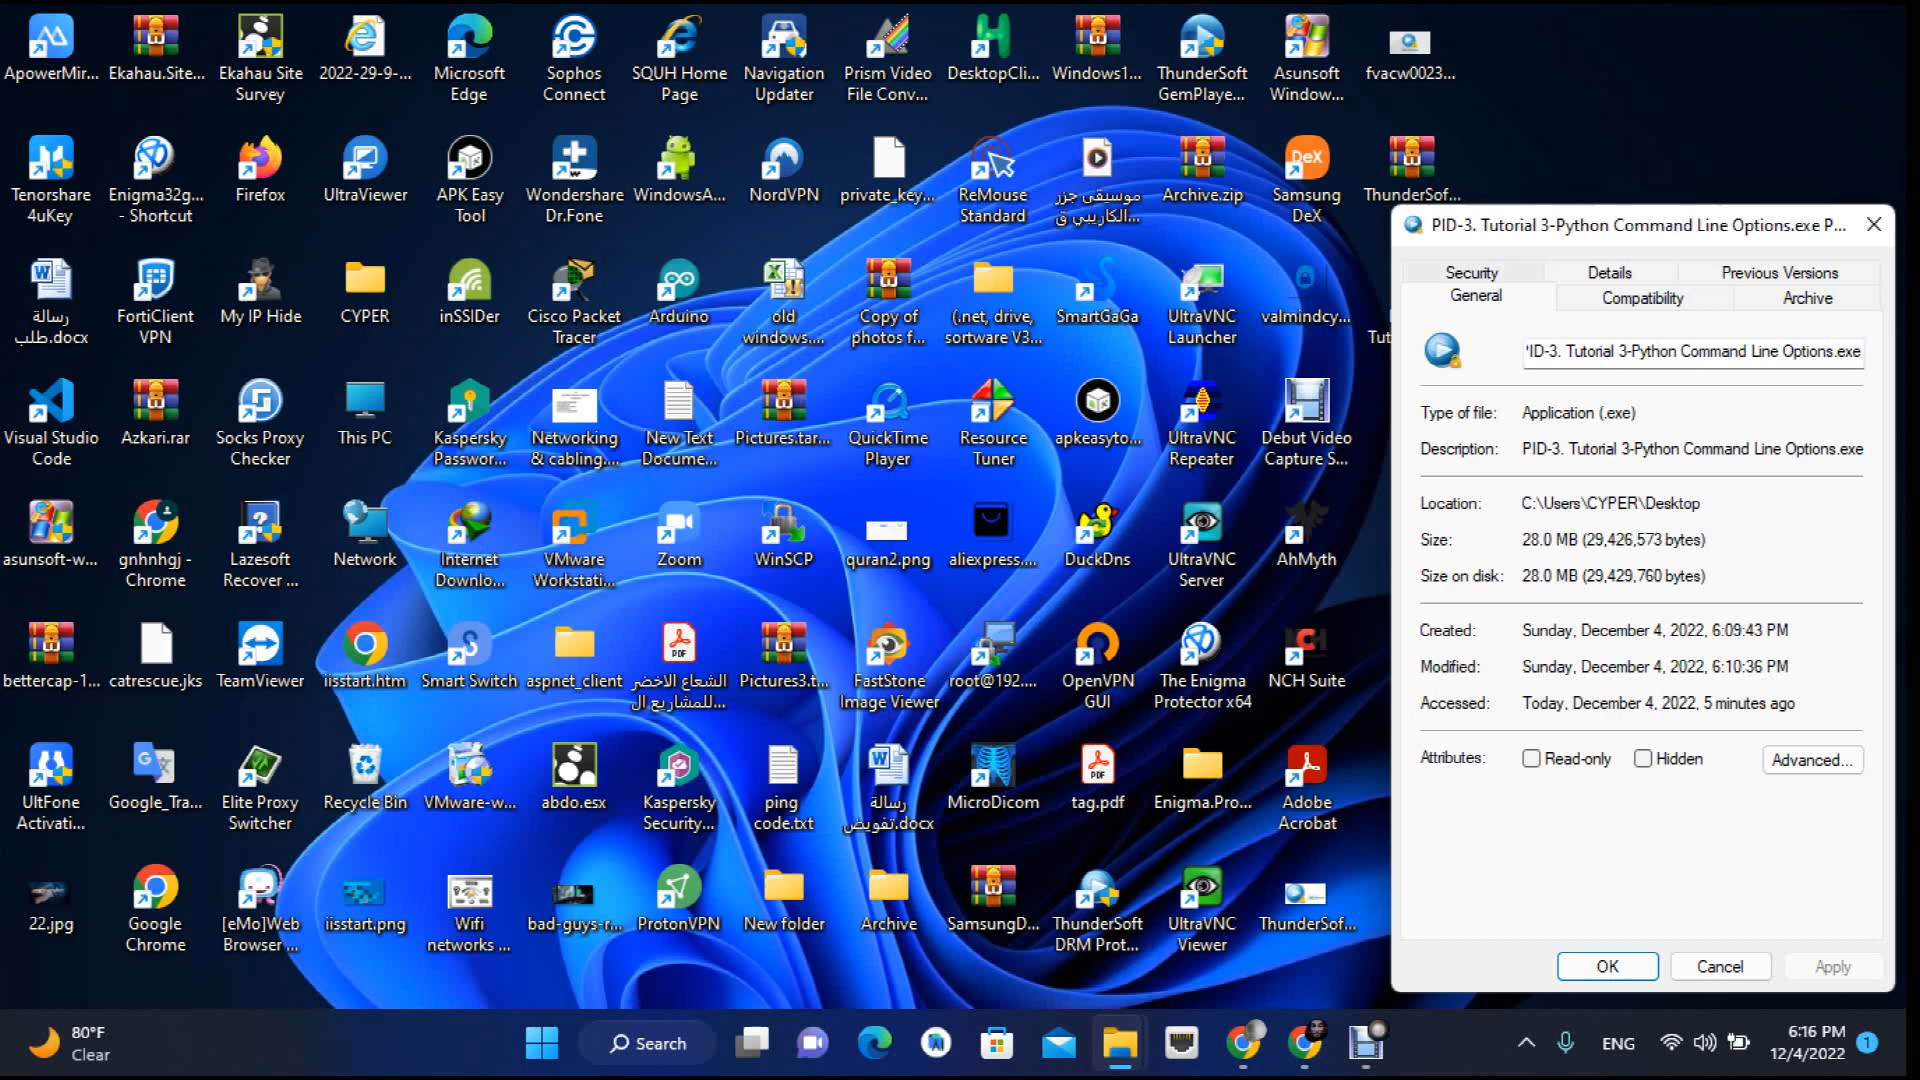 ApowerMir...
Ekahau.Site...
Ekahau Site
Survey
2022-29-9-...
Microsoft
Edge
Sophos
Connect
SQUH Home
Page
Navigation
Updater
Prism Video
File Conv...
DesktopCli...
Windows1...
ThunderSoft
GemPlaye...
Asunsoft
Window...
fvacw0023...
Tenorshare
4uKey
Enigma32g...
- Shortcut
Firefox
UltraViewer
APK Easy
Tool
Wondershare
Dr.Fone
WindowsA...
NordVPN
private_key...
ReMouse
Standard
موسيقى جزر
الكاريبي ق...
Archive.zip
DeX
Samsung
DeX
ThunderSof...
رسالة
طلب.docx
FortiClient
VPN
My IP Hide
CYPER
inSSIDer
Cisco Packet
Tracer
Arduino
old
windows....
Copy of
photos f...
(.net, drive,
sortware V3...
SmartGaGa
UltraVNC
Launcher
valmindcy...
Tut
Visual Studio
Code
Azkari.rar
Socks Proxy
Checker
This PC
Kaspersky
Passwor...
Networking
& cabling....
New Text
Docume...
Pictures.tar...
QuickTime
Player
Resource
Tuner
apkeasyto...
UltraVNC
Repeater
Debut Video
Capture S...
asunsoft-w...
gnhnhgj -
Chrome
Lazesoft
Recover ...
Network
Internet
Downlo...
VMware
Workstati...
Zoom
WinSCP
quran2.png
aliexpress....
DuckDns
UltraVNC
Server
AhMyth
bettercap-1...
catrescue.jks
TeamViewer
iisstart.htm
Smart Switch
aspnet_client
PDF
الشعاع الاخضر
للمشاريع ال...
Pictures3.t...
FastStone
Image Viewer
root@192....
OpenVPN
GUI
The Enigma
Protector x64
NCH
NCH Suite
UltFone
Activati...
Google_Tra...
Elite Proxy
Switcher
Recycle Bin
VMware-w...
abdo.esx
Kaspersky
Security...
ping
code.txt
رسالة
تفويض.docx
MicroDicom
PDF
tag.pdf
Enigma.Pro...
Adobe
Acrobat
22.jpg
Google
Chrome
[eMo]Web
Browser ...
iisstart.png
Wifi
networks ...
bad-guys-r...
ProtonVPN
New folder
Archive
SamsungD...
ThunderSoft
DRM Prot...
UltraVNC
Viewer
ThunderSof...
PID-3. Tutorial 3-Python Command Line Options.exe P...
Security
Details
Previous Versions
General
Compatibility
Archive
'ID-3. Tutorial 3-Python Command Line Options.exe
Type of file: Application (.exe)
Description: PID-3. Tutorial 3-Python Command Line Options.exe
Location: C:\Users\CYPER\Desktop
Size: 28.0 MB (29,426,573 bytes)
Size on disk: 28.0 MB (29,429,760 bytes)
Created: Sunday, December 4, 2022, 6:09:43 PM
Modified: Sunday, December 4, 2022, 6:10:36 PM
Accessed: Today, December 4, 2022, 5 minutes ago
Attributes: Read-only Hidden Advanced...
OK Cancel Apply
80°F
Clear
Search
ENG
6:16 PM
12/4/2022
1